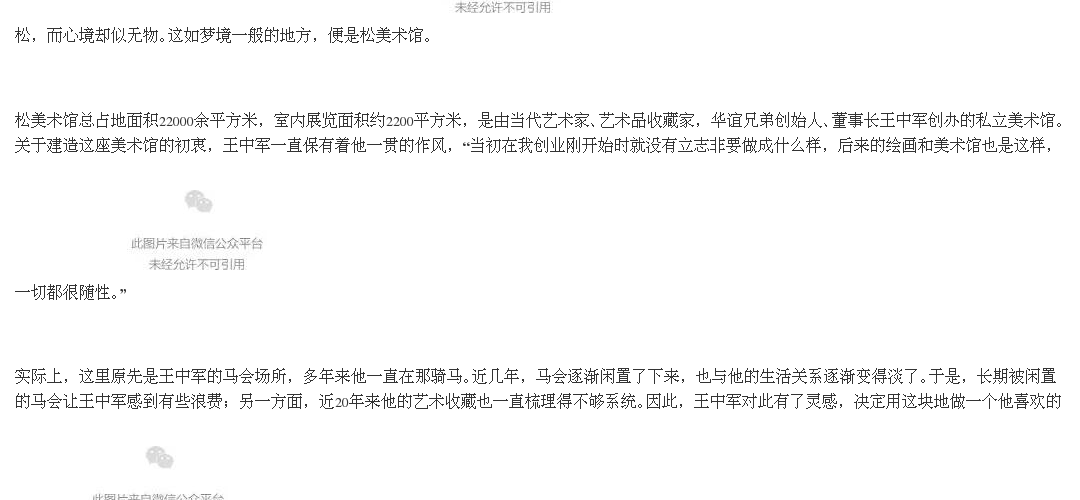 未经允许不可引用
松，而心境却似无物。这如梦境一般的地方，便是松美术馆。
松美术馆总占地面积22000余平方米，室内展览面积约2200平方米，是由当代艺术家、艺术品收藏家，华谊兄弟创始人、董事长王中军创办的私立美术馆。
关于建造这座美术馆的初衷，王中军一直保有着他一贯的作风，“当初在我创业刚开始时就没有立志非要做成什么样，后来的绘画和美术馆也是这样，
此图片来自微信公众平台
未经允许不可引用
一切都很随性。”
实际上，这里原先是王中军的马会场所，多年来他一直在那骑马。近几年，马会逐渐闲置了下来，也与他的生活关系逐渐变得淡了。于是，长期被闲置
的马会让王中军感到有些浪费；另一方面，近20年来他的艺术收藏也一直梳理得不够系统。因此，王中军对此有了灵感，决定用这块地做一个他喜欢的
此图片来自微信公众平台